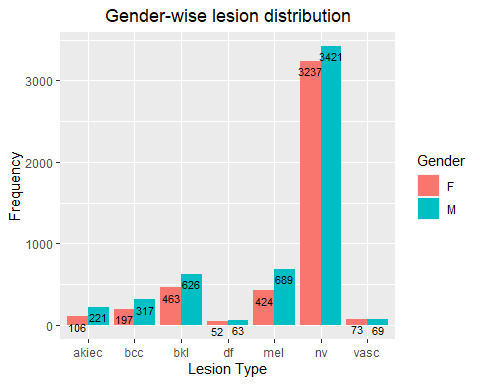 Gender-wise lesion distribution
Frequency
3000
2000
1000
0
106 221 197 317 463 626 52 63 424 689 3237 3421 73 69
akiec bcc bkl df mel nv vasc
Lesion Type
Gender
F
M